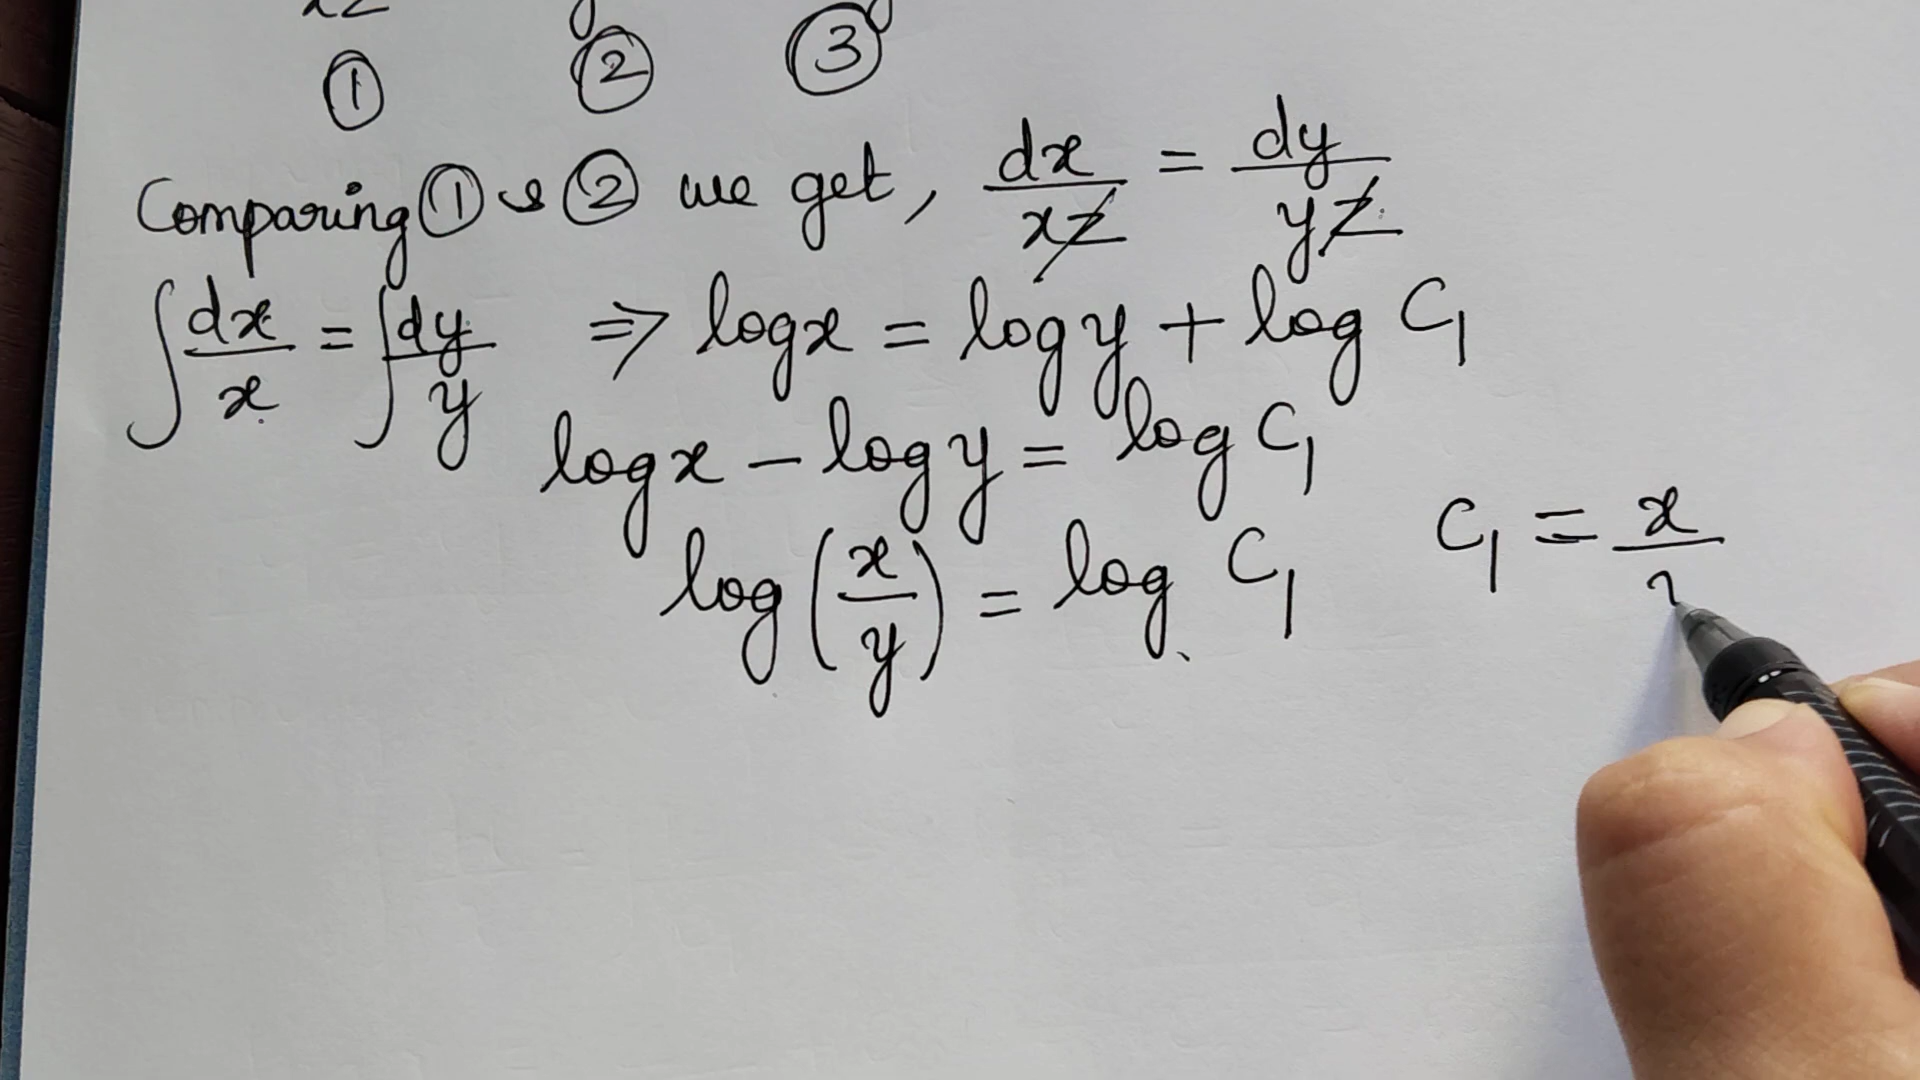 xz
① ② ③
Comparing ① & ② we get, dx/xz = dy/yz
∫dx/x = ∫dy/y ⇒ log x = log y + log C₁
log x - log y = log C₁
log (x/y) = log C₁ C₁ = x/